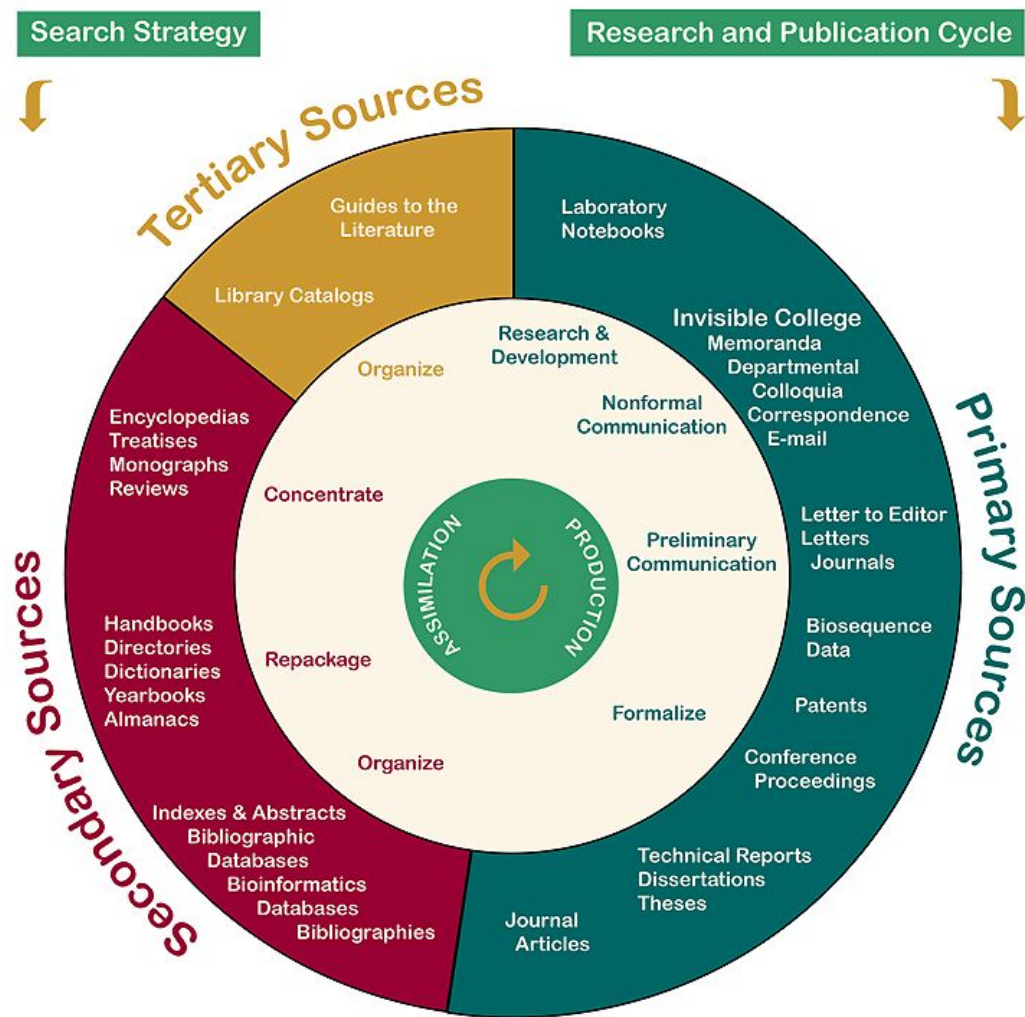 Search Strategy
Research and Publication Cycle
Tertiary Sources
Guides to the
Literature
Library Catalogs
Laboratory
Notebooks
Invisible College
Memoranda
Departmental
Colloquia
Correspondence
E-mail
Letter to Editor
Letters
Journals
Biosequence
Data
Patents
Conference
Proceedings
Technical Reports
Dissertations
Theses
Journal
Articles
Primary Sources
Encyclopedias
Treatises
Monographs
Reviews
Handbooks
Directories
Dictionaries
Yearbooks
Almanacs
Indexes & Abstracts
Bibliographic
Databases
Bioinformatics
Databases
Bibliographies
Secondary Sources
Organize
Research &
Development
Nonformal
Communication
Concentrate
Preliminary
Communication
Repackage
Formalize
Organize
ASSIMILATION
PRODUCTION